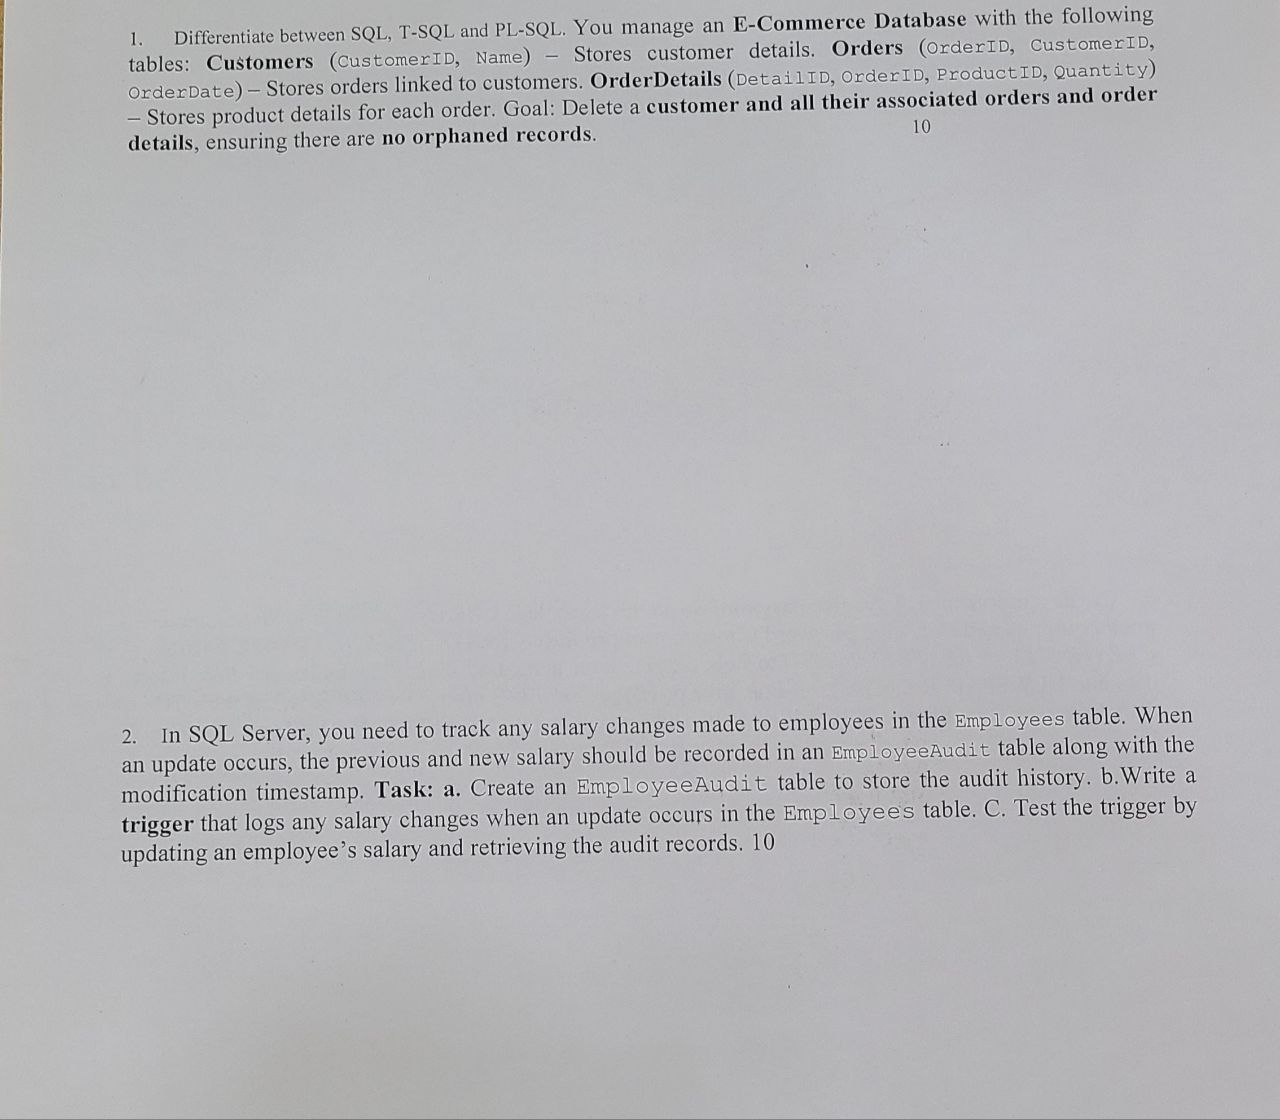 1. Differentiate between SQL, T-SQL and PL-SQL. You manage an E-Commerce Database with the following
tables: Customers (CustomerID, Name) – Stores customer details. Orders (OrderID, CustomerID,
OrderDate) – Stores orders linked to customers. OrderDetails (DetailID, OrderID, ProductID, Quantity)
– Stores product details for each order. Goal: Delete a customer and all their associated orders and order
details, ensuring there are no orphaned records. 10
2. In SQL Server, you need to track any salary changes made to employees in the Employees table. When
an update occurs, the previous and new salary should be recorded in an EmployeeAudit table along with the
modification timestamp. Task: a. Create an EmployeeAudit table to store the audit history. b.Write a
trigger that logs any salary changes when an update occurs in the Employees table. C. Test the trigger by
updating an employee's salary and retrieving the audit records. 10